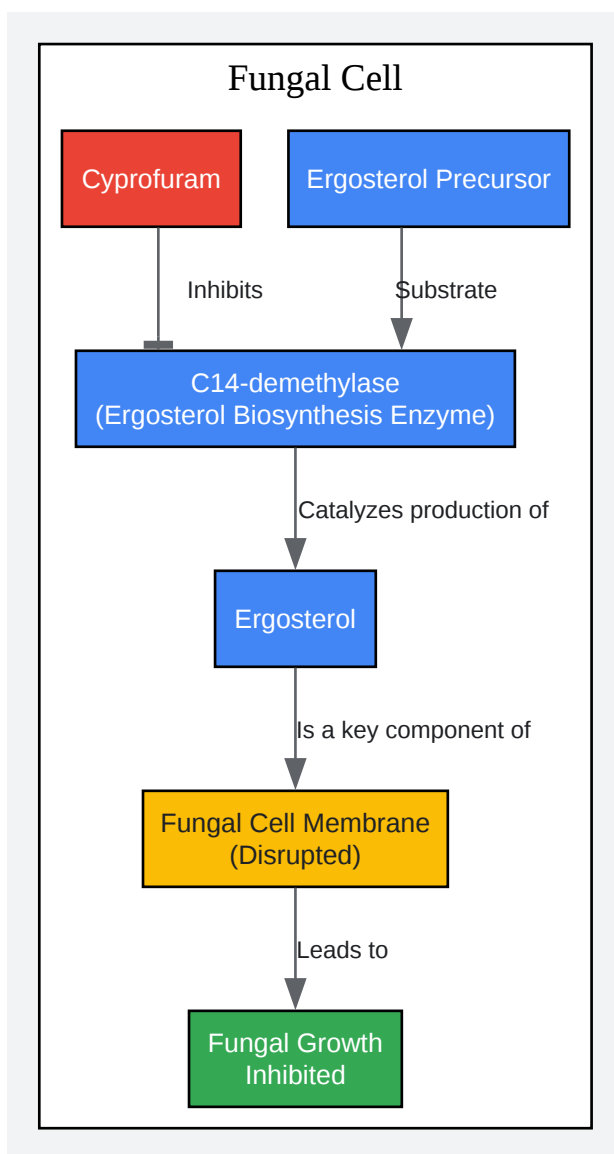 Fungal Cell
Cyprofuram
Ergosterol Precursor
Inhibits
Substrate
C14-demethylase
(Ergosterol Biosynthesis Enzyme)
Catalyzes production of
Ergosterol
Is a key component of
Fungal Cell Membrane
(Disrupted)
Leads to
Fungal Growth
Inhibited